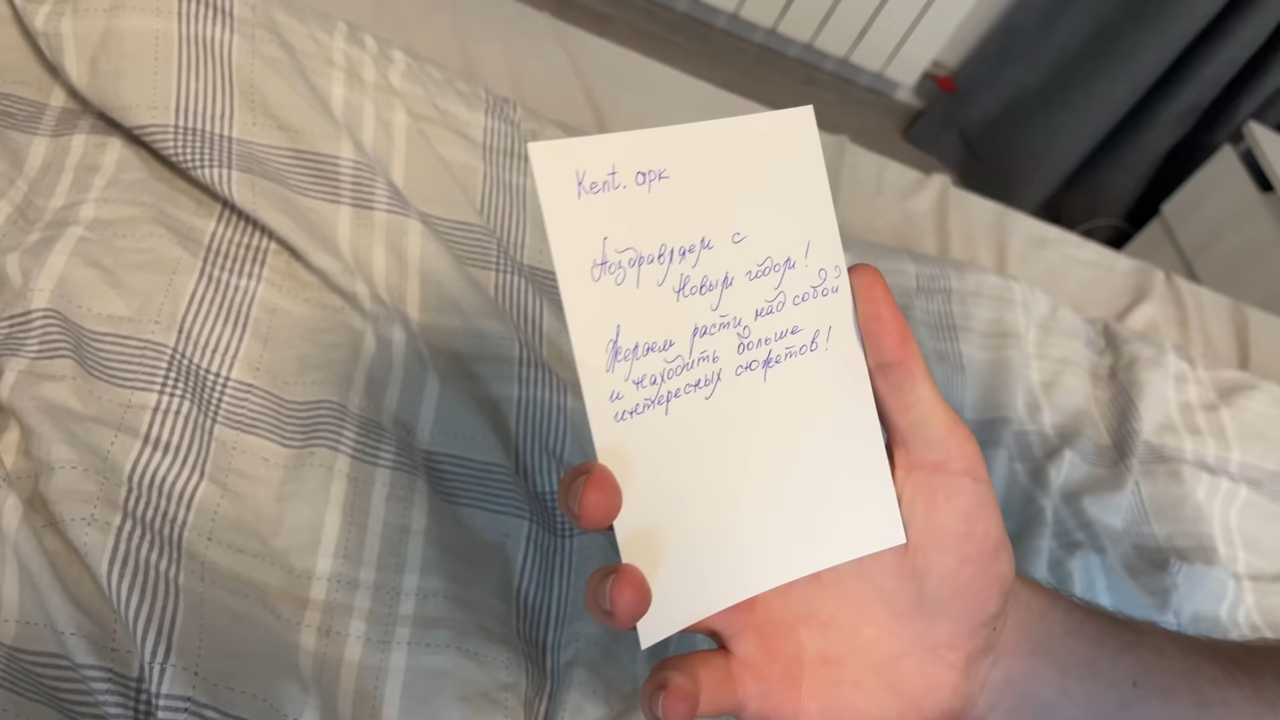 Kent. apk
Поздравляем с
Новым годом!
Желаем расти над собой
и находить больше
интересных сюжетов!